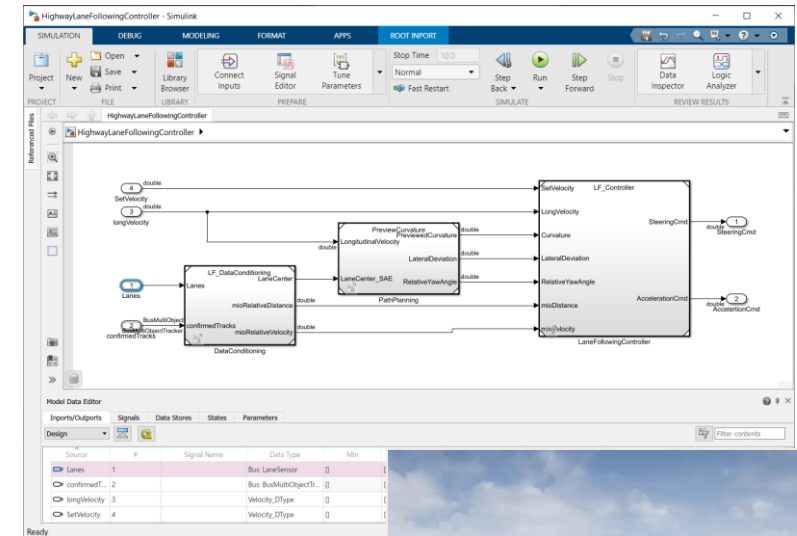 HighwayLaneFollowingController - Simulink
SIMULATION DEBUG MODELING FORMAT APPS ROOT INPORT
Project New Open Save Print Library Browser Connect Inputs Signal Editor Tune Parameters Stop Time 10.0 Normal Fast Restart Step Back Run Step Forward Stop Data Inspector Logic Analyzer
PROJECT FILE LIBRARY PREPARE SIMULATE REVIEW RESULTS
Referenced Files
HighwayLaneFollowingController
HighwayLaneFollowingController
4 double
SetVelocity
3 double
longVelocity
1
Lanes
2 BusMultiObject
BusMultiObjectTracker
confirmedTracks
LF_DataConditioning
LaneCenter
Lanes
mioRelativeDistance double
confirmedTracks
mioRelativeVelocity double
DataConditioning
double
PreviewCurvature
PreviewedCurvature double
LongitudinalVelocity
LateralDeviation double
LaneCenter_SAE
RelativeYawAngle double
PathPlanning
SetVelocity LF_Controller
LongVelocity
SteeringCmd
Curvature
LateralDeviation
RelativeYawAngle
AccelerationCmd
mioDistance
LaneFollowingController
double 1
SteeringCmd
double 2
AccelertionCmd
Model Data Editor
Inports/Outports Signals Data Stores States Parameters
Design Filter contents
Source # Signal Name Data Type Min
Lanes 1 Bus: LaneSensor []
confirmedT... 2 Bus: BusMultiObjectTr... []
longVelocity 3 Velocity_DType []
SetVelocity 4 Velocity_DType []
Ready